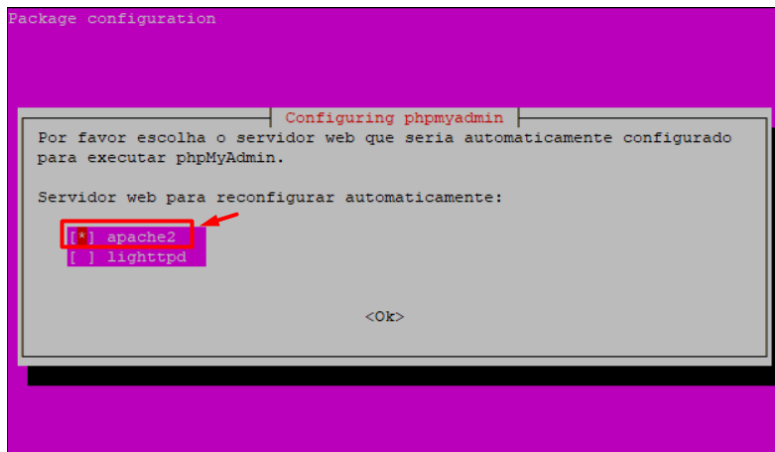 Package configuration
Configuring phpmyadmin
Por favor escolha o servidor web que seria automaticamente configurado
para executar phpMyAdmin.
Servidor web para reconfigurar automaticamente:
[*] apache2
[ ] lighttpd
<Ok>